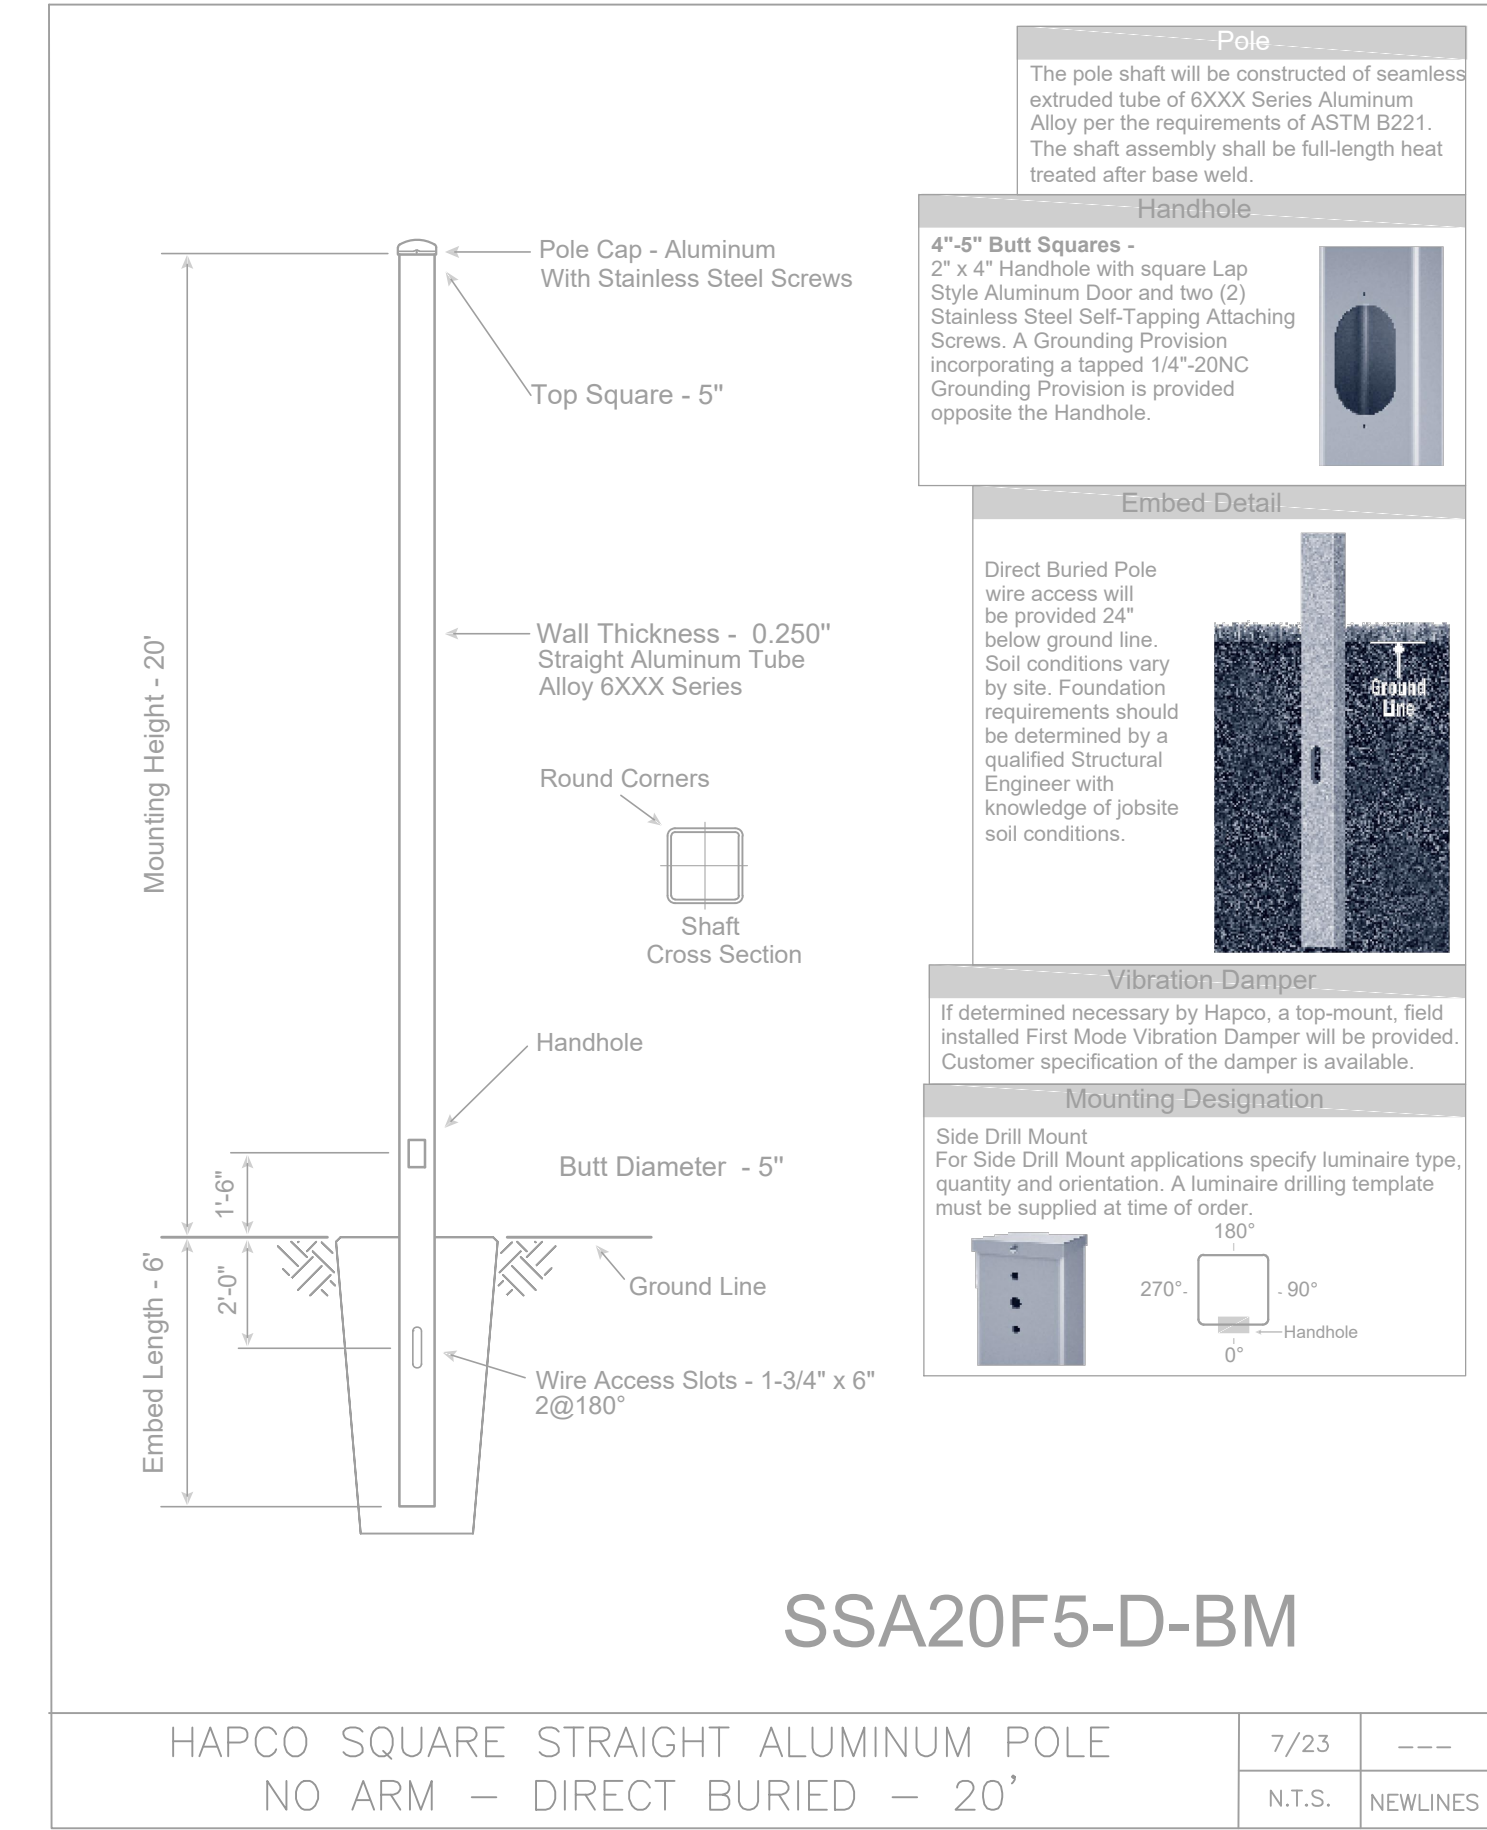 Pole Cap - Aluminum
With Stainless Steel Screws
Top Square - 5"
Mounting Height - 20'
Wall Thickness - 0.250"
Straight Aluminum Tube
Alloy 6XXX Series
Round Corners
Shaft
Cross Section
Handhole
1'-6"
Butt Diameter - 5"
2'-0"
Ground Line
Embed Length - 6'
Wire Access Slots - 1-3/4" x 6"
2@180°
Pole
The pole shaft will be constructed of seamless
extruded tube of 6XXX Series Aluminum
Alloy per the requirements of ASTM B221.
The shaft assembly shall be full-length heat
treated after base weld.
Handhole
4"-5" Butt Squares -
2" x 4" Handhole with square Lap
Style Aluminum Door and two (2)
Stainless Steel Self-Tapping Attaching
Screws. A Grounding Provision
incorporating a tapped 1/4"-20NC
Grounding Provision is provided
opposite the Handhole.
Embed Detail
Direct Buried Pole
wire access will
be provided 24"
below ground line.
Soil conditions vary
by site. Foundation
requirements should
be determined by a
qualified Structural
Engineer with
knowledge of jobsite
soil conditions.
Ground
Line
Vibration Damper
If determined necessary by Hapco, a top-mount, field
installed First Mode Vibration Damper will be provided.
Customer specification of the damper is available.
Mounting Designation
Side Drill Mount
For Side Drill Mount applications specify luminaire type,
quantity and orientation. A luminaire drilling template
must be supplied at time of order.
180°
270°
90°
Handhole
0°
SSA20F5-D-BM
HAPCO SQUARE STRAIGHT ALUMINUM POLE
NO ARM – DIRECT BURIED – 20'
7/23
---
N.T.S.
NEWLINES